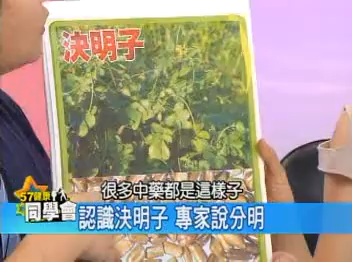 決明子
很多中藥都是這樣子
57健康
同學會
認識決明子 專家說分明